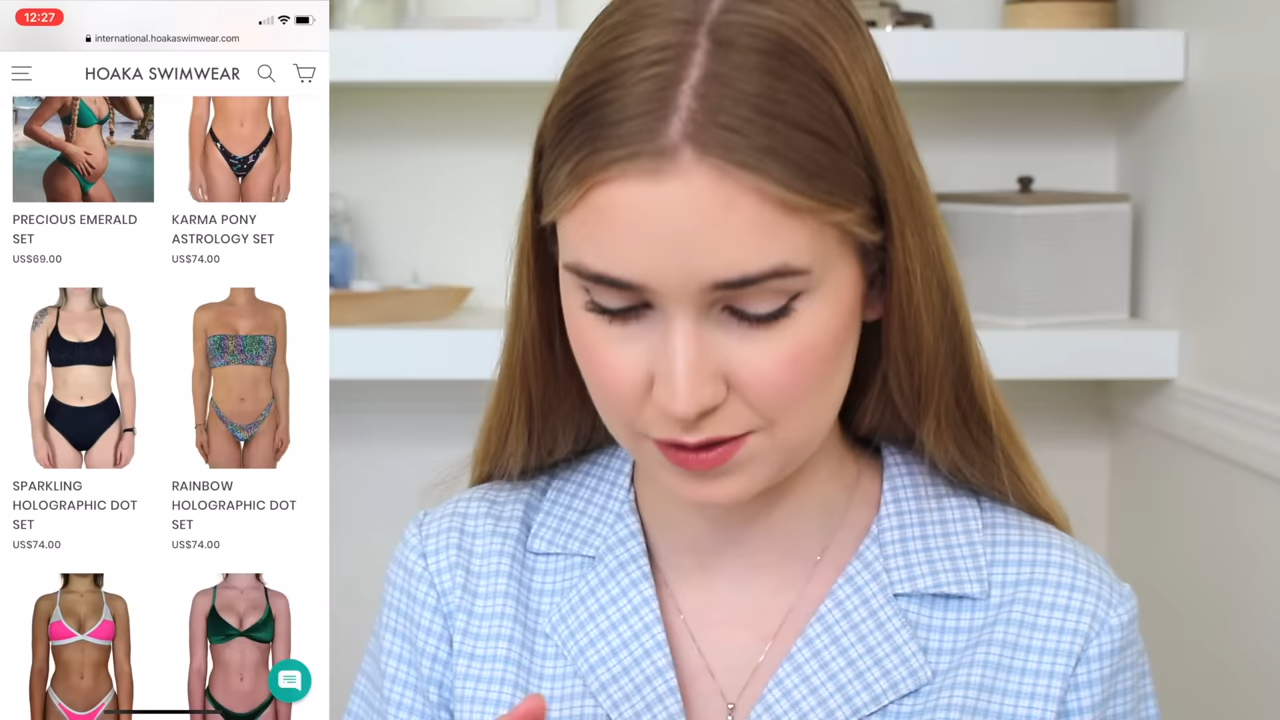 12:27
international.hoakaswimwear.com
HOAKA SWIMWEAR
PRECIOUS EMERALD
SET
US$69.00
KARMA PONY
ASTROLOGY SET
US$74.00
SPARKLING
HOLOGRAPHIC DOT
SET
US$74.00
RAINBOW
HOLOGRAPHIC DOT
SET
US$74.00